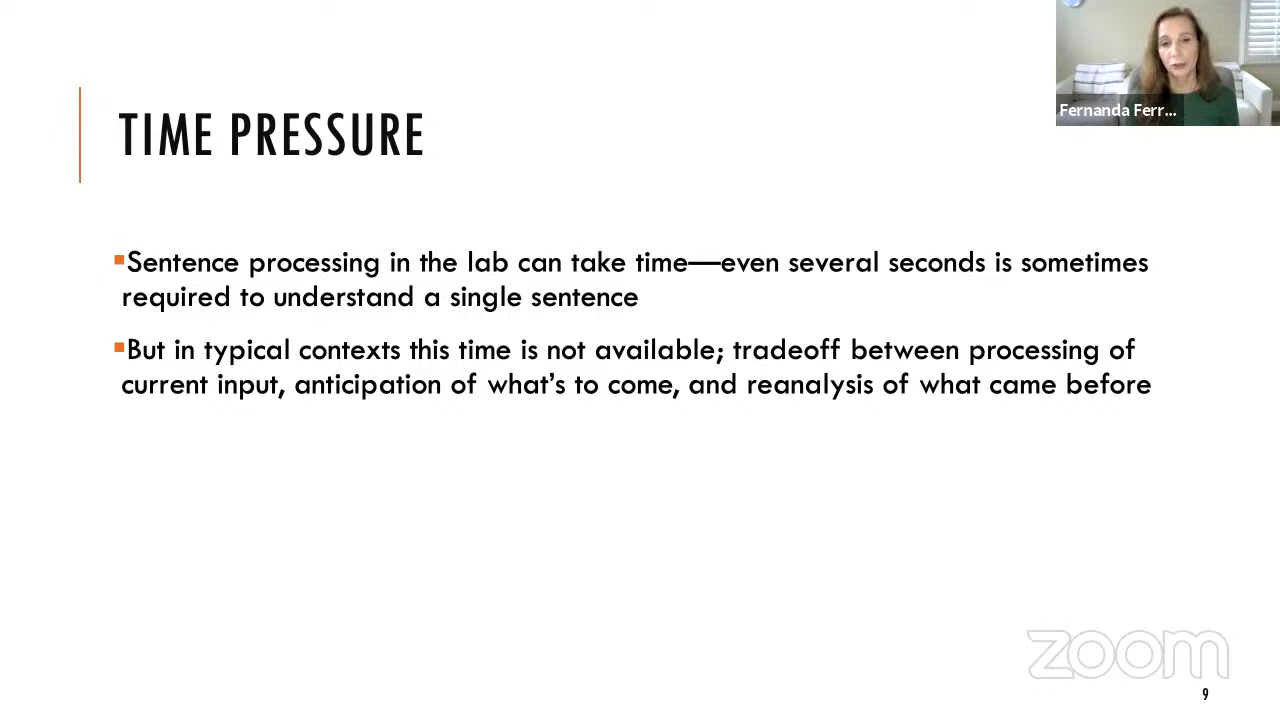 Fernanda Ferr...
TIME PRESSURE
▪Sentence processing in the lab can take time—even several seconds is sometimes
required to understand a single sentence
▪But in typical contexts this time is not available; tradeoff between processing of
current input, anticipation of what's to come, and reanalysis of what came before
zoom
9